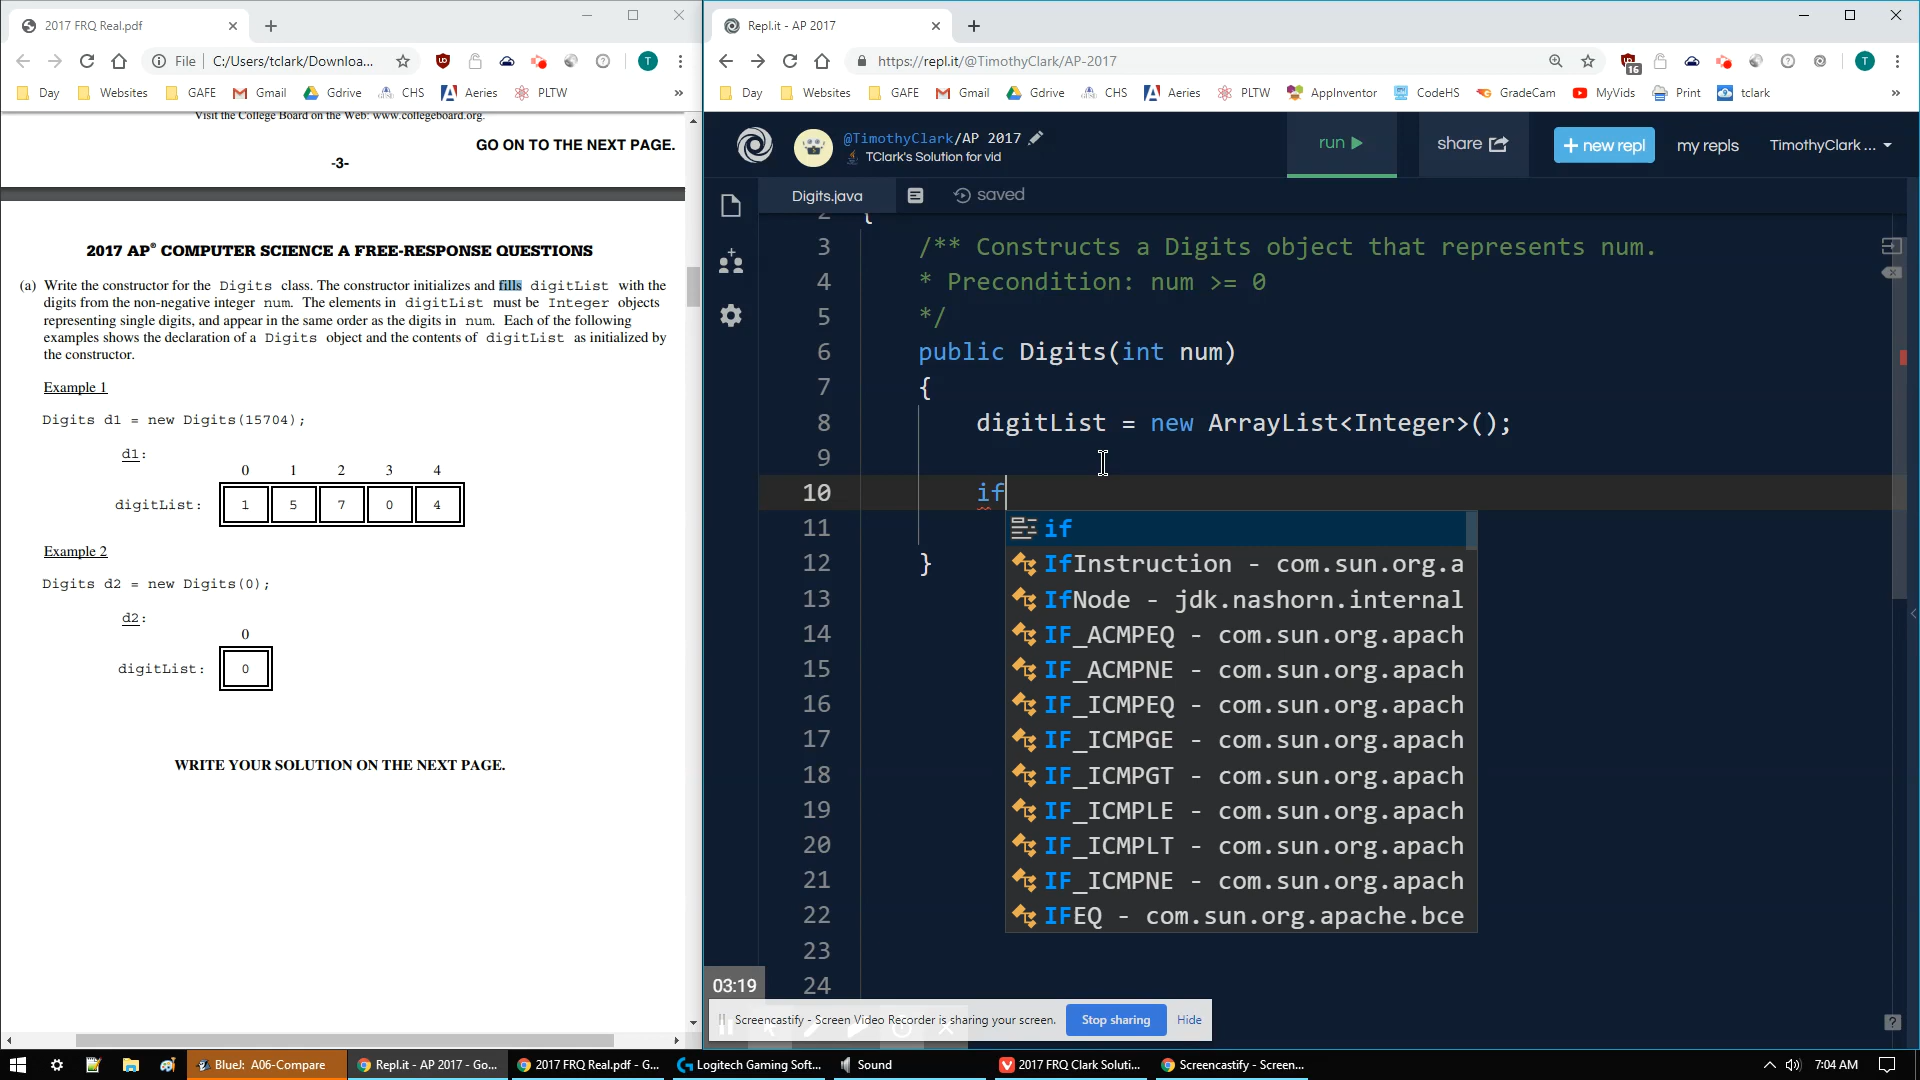 2017 FRQ Real.pdf
File C:/Users/tclark/Downloa... T
Day Websites GAFE Gmail Gdrive CHS Aeries PLTW »
Visit the College Board on the Web: www.collegeboard.org.
GO ON TO THE NEXT PAGE.
-3-
2017 AP® COMPUTER SCIENCE A FREE-RESPONSE QUESTIONS
(a) Write the constructor for the Digits class. The constructor initializes and fills digitList with the
digits from the non-negative integer num. The elements in digitList must be Integer objects
representing single digits, and appear in the same order as the digits in num. Each of the following
examples shows the declaration of a Digits object and the contents of digitList as initialized by
the constructor.
Example 1
Digits d1 = new Digits(15704);
d1:
0 1 2 3 4
digitList: 1 5 7 0 4
Example 2
Digits d2 = new Digits(0);
d2:
0
digitList: 0
WRITE YOUR SOLUTION ON THE NEXT PAGE.
Repl.it - AP 2017
https://repl.it/@TimothyClark/AP-2017 16 T
Day Websites GAFE Gmail Gdrive CHS Aeries PLTW AppInventor CodeHS GradeCam MyVids Print tclark »
@TimothyClark/AP 2017
TClark's Solution for vid
run share + new repl my repls TimothyClark ...
Digits.java saved
2 {
3 /** Constructs a Digits object that represents num.
4 * Precondition: num >= 0
5 */
6 public Digits(int num)
7 {
8 digitList = new ArrayList<Integer>();
9
10 if
11 if
12 } IfInstruction - com.sun.org.a
13 IfNode - jdk.nashorn.internal
14 IF_ACMPEQ - com.sun.org.apach
15 IF_ACMPNE - com.sun.org.apach
16 IF_ICMPEQ - com.sun.org.apach
17 IF_ICMPGE - com.sun.org.apach
18 IF_ICMPGT - com.sun.org.apach
19 IF_ICMPLE - com.sun.org.apach
20 IF_ICMPLT - com.sun.org.apach
21 IF_ICMPNE - com.sun.org.apach
22 IFEQ - com.sun.org.apache.bce
23
24
03:19
Screencastify - Screen Video Recorder is sharing your screen. Stop sharing Hide
BlueJ: A06-Compare Repl.it - AP 2017 - Go... 2017 FRQ Real.pdf - G... Logitech Gaming Soft... Sound 2017 FRQ Clark Soluti... Screencastify - Screen... 7:04 AM